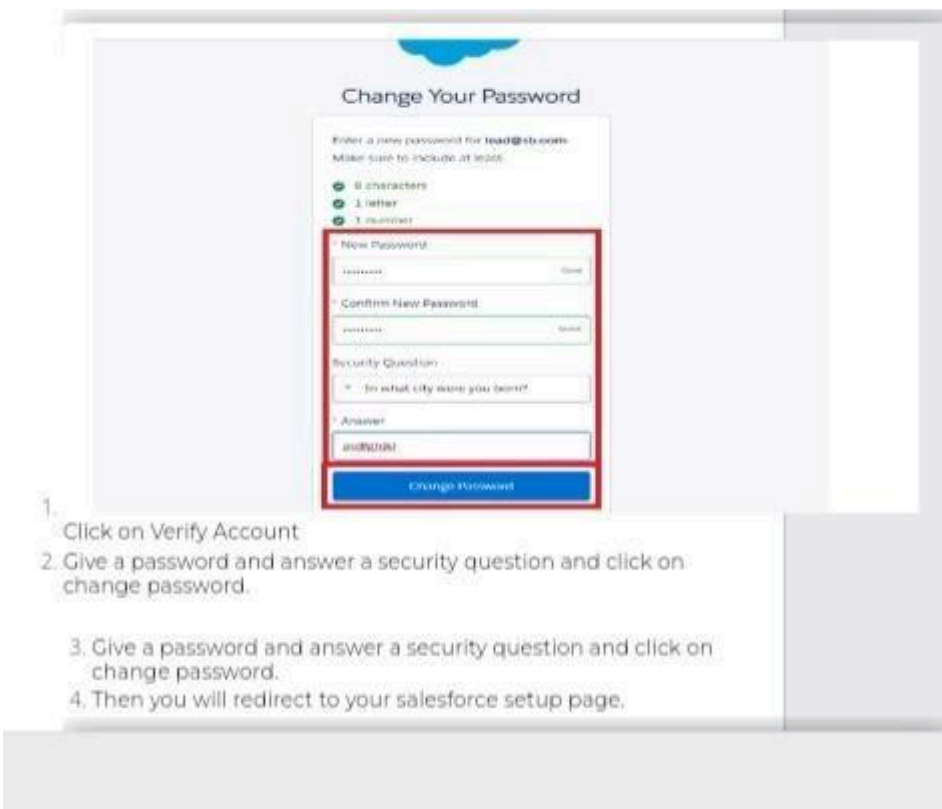 Change Your Password
Enter a new password for lead@sb.com
Make sure to include at least:
8 characters
1 letter
1 number
* New Password
* Confirm New Password
Security Question
In what city were you born?
* Answer
Change Password
1.
Click on Verify Account
2. Give a password and answer a security question and click on
change password.
3. Give a password and answer a security question and click on
change password.
4. Then you will redirect to your salesforce setup page.